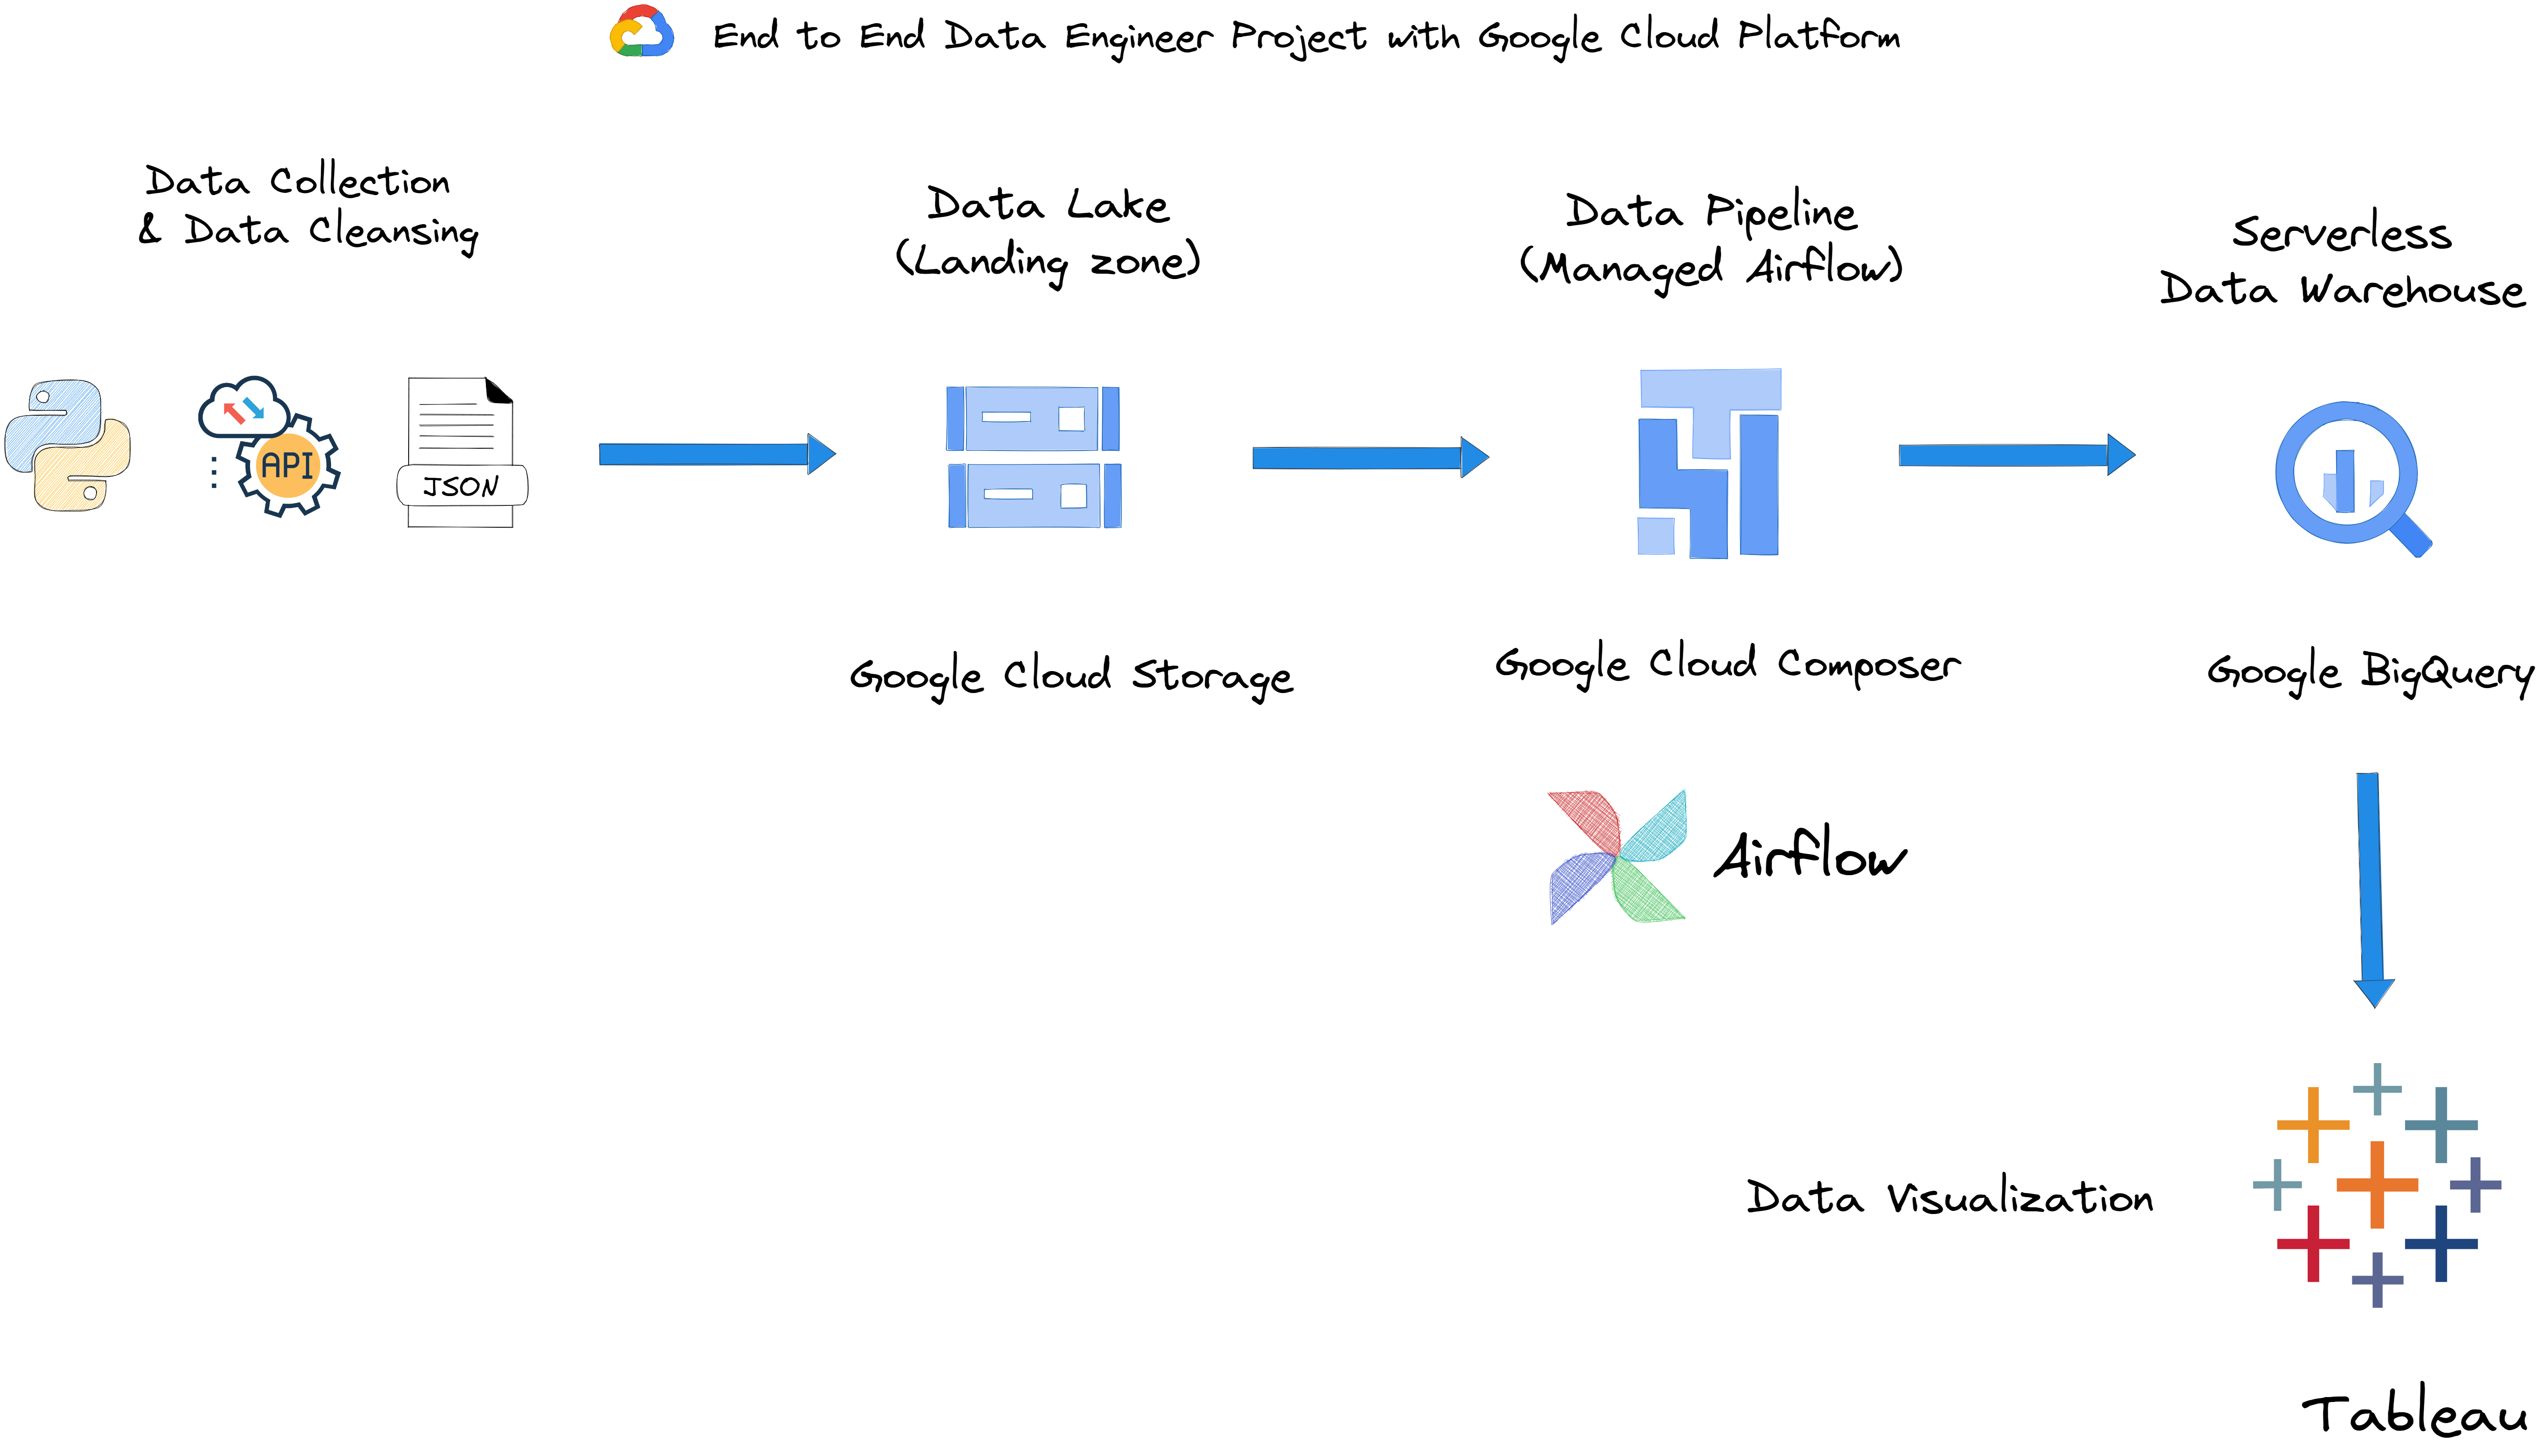 End to End Data Engineer Project with Google Cloud Platform
Data Collection
& Data Cleansing
Data Lake
(Landing zone)
Data Pipeline
(Managed Airflow)
Serverless
Data Warehouse
API
JSON
Google Cloud Storage
Google Cloud Composer
Google BigQuery
Airflow
Data Visualization
Tableau